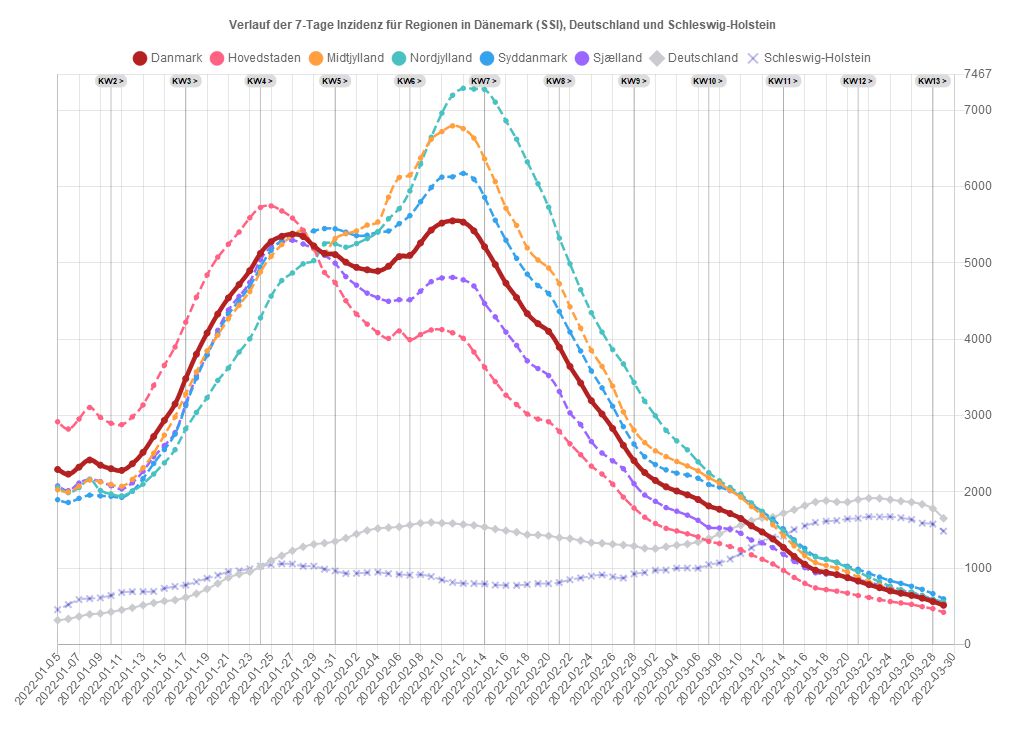 Verlauf der 7-Tage Inzidenz für Regionen in Dänemark (SSI), Deutschland und Schleswig-Holstein
Danmark Hovedstaden Midtjylland Nordjylland Syddanmark Sjælland Deutschland Schleswig-Holstein
KW2 > KW3 > KW4 > KW5 > KW6 > KW7 > KW8 > KW9 > KW10 > KW11 > KW12 > KW13 >
7467
7000
6000
5000
4000
3000
2000
1000
0
2022-01-05 2022-01-07 2022-01-09 2022-01-11 2022-01-13 2022-01-15 2022-01-17 2022-01-19 2022-01-21 2022-01-23 2022-01-25 2022-01-27 2022-01-29 2022-01-31 2022-02-02 2022-02-04 2022-02-06 2022-02-08 2022-02-10 2022-02-12 2022-02-14 2022-02-16 2022-02-18 2022-02-20 2022-02-22 2022-02-24 2022-02-26 2022-02-28 2022-03-02 2022-03-04 2022-03-06 2022-03-08 2022-03-10 2022-03-12 2022-03-14 2022-03-16 2022-03-18 2022-03-20 2022-03-22 2022-03-24 2022-03-26 2022-03-28 2022-03-30